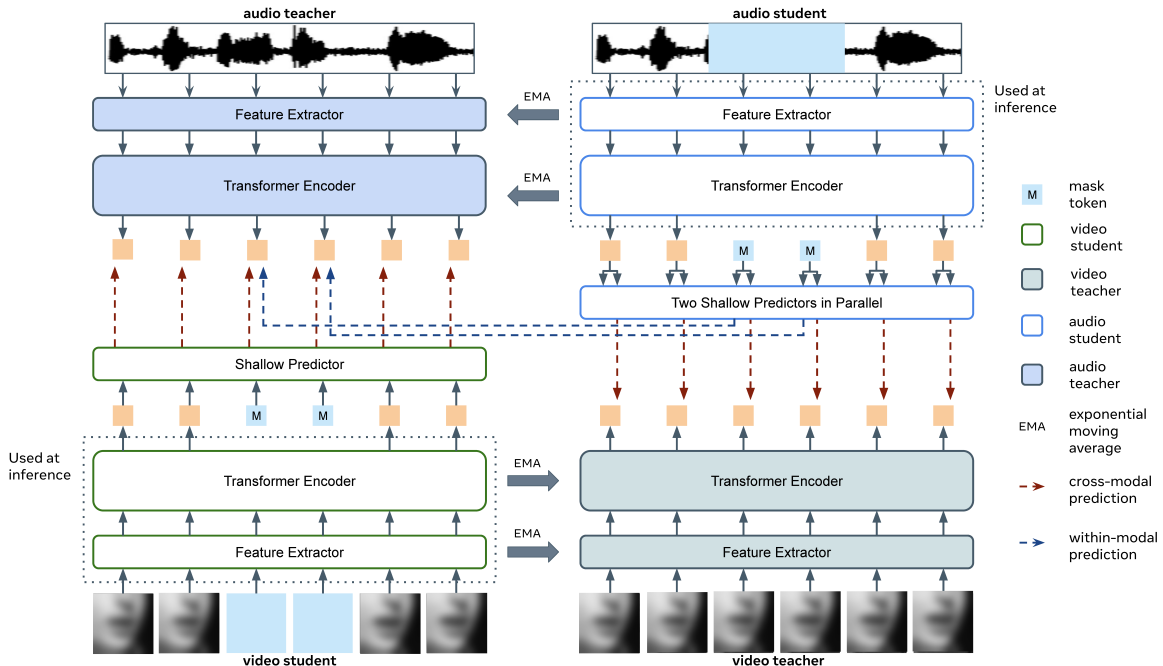 audio teacher
audio student
EMA
Used at
inference
Feature Extractor
Feature Extractor
EMA
Transformer Encoder
Transformer Encoder
M
mask
token
M
M
video
student
video
teacher
Two Shallow Predictors in Parallel
audio
student
Shallow Predictor
audio
teacher
M
M
EMA
exponential
moving
average
Used at
inference
EMA
Transformer Encoder
Transformer Encoder
cross-modal
prediction
EMA
Feature Extractor
Feature Extractor
within-modal
prediction
video student
video teacher